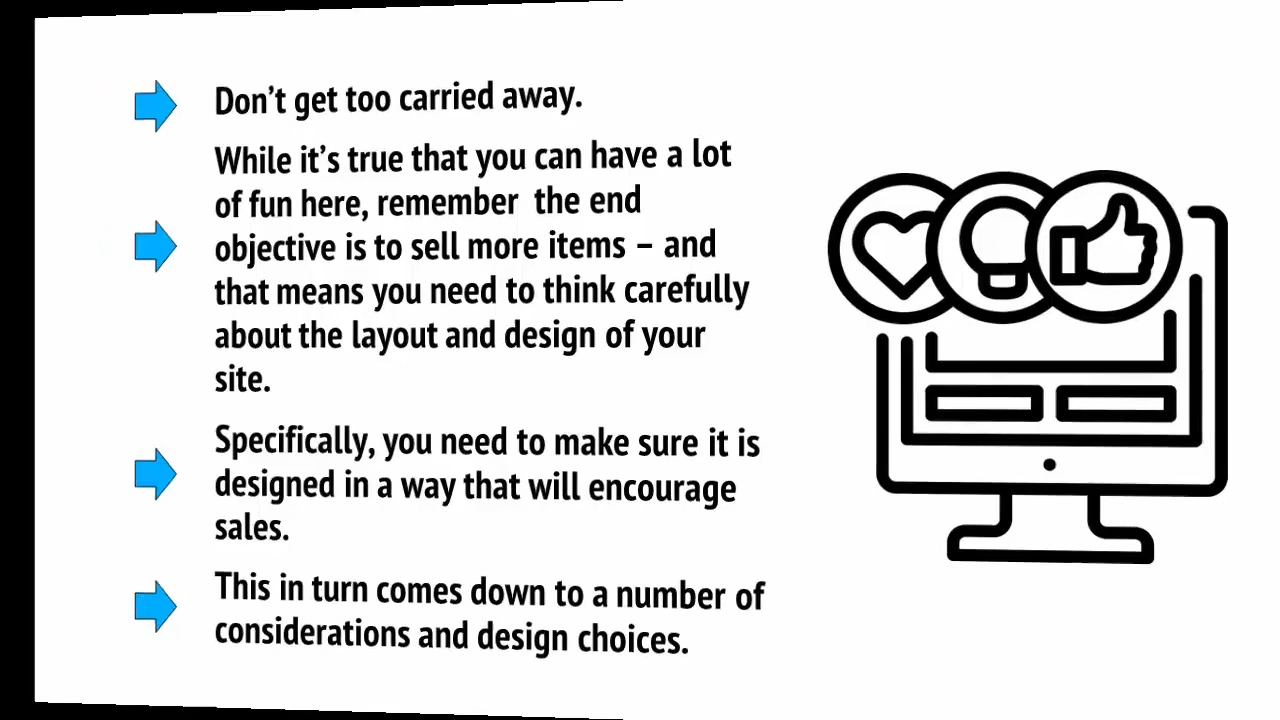 Don't get too carried away.
While it's true that you can have a lot
of fun here, remember  the end
objective is to sell more items – and
that means you need to think carefully
about the layout and design of your
site.
Specifically, you need to make sure it is
designed in a way that will encourage
sales.
This in turn comes down to a number of
considerations and design choices.